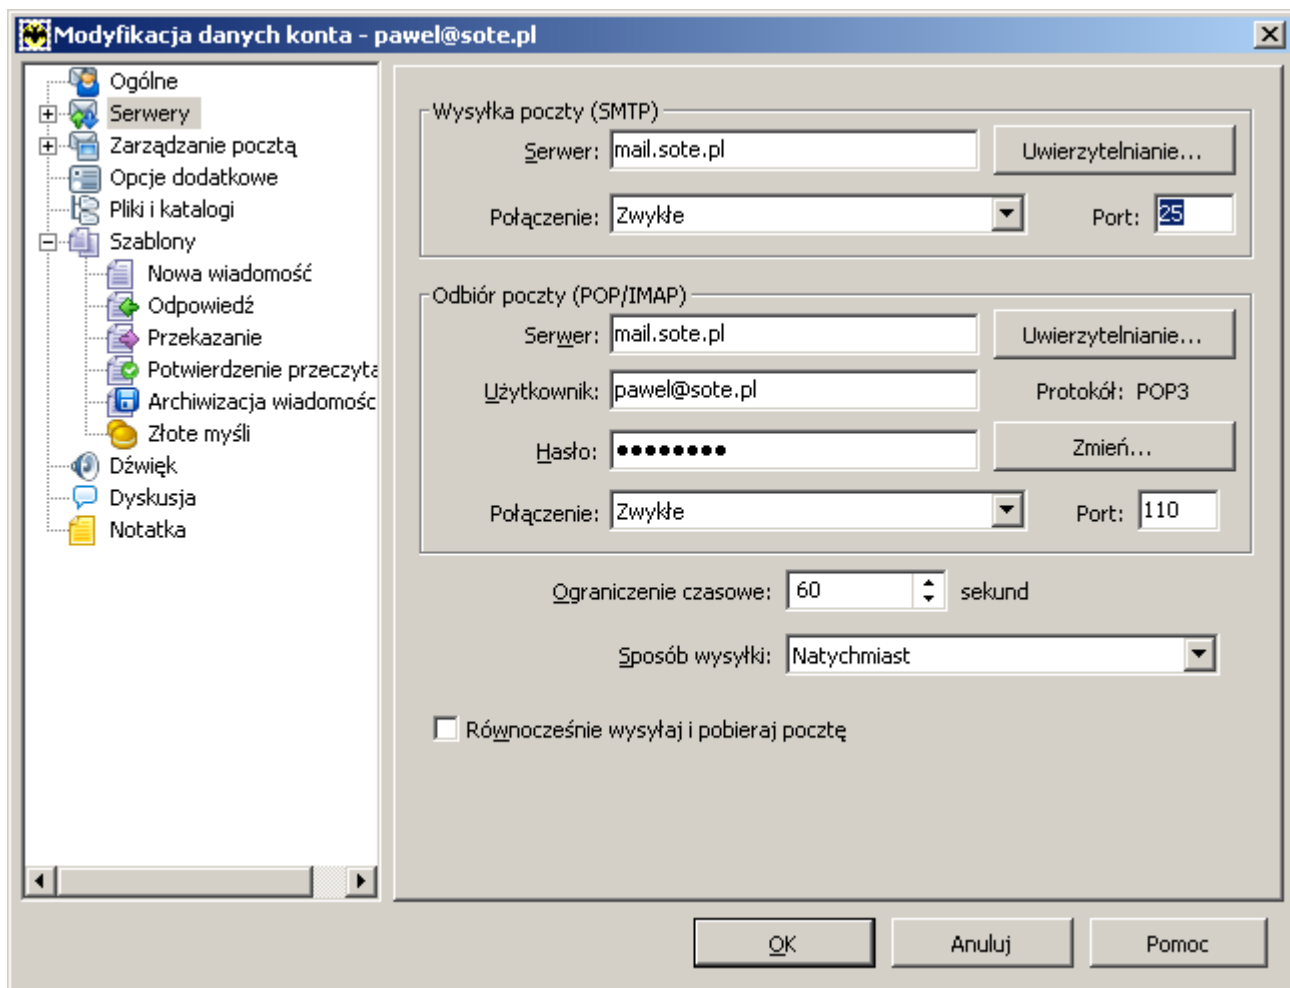 Modyfikacja danych konta - pawel@sote.pl
Ogólne
Serwery
Zarządzanie pocztą
Opcje dodatkowe
Pliki i katalogi
Szablony
Nowa wiadomość
Odpowiedź
Przekazanie
Potwierdzenie przeczyta
Archiwizacja wiadomośc
Złote myśli
Dźwięk
Dyskusja
Notatka
Wysyłka poczty (SMTP)
Serwer: mail.sote.pl Uwierzytelnianie...
Połączenie: Zwykłe Port: 25
Odbiór poczty (POP/IMAP)
Serwer: mail.sote.pl Uwierzytelnianie...
Użytkownik: pawel@sote.pl Protokół: POP3
Hasło: ●●●●●●●● Zmień...
Połączenie: Zwykłe Port: 110
Ograniczenie czasowe: 60 sekund
Sposób wysyłki: Natychmiast
Równocześnie wysyłaj i pobieraj pocztę
OK Anuluj Pomoc